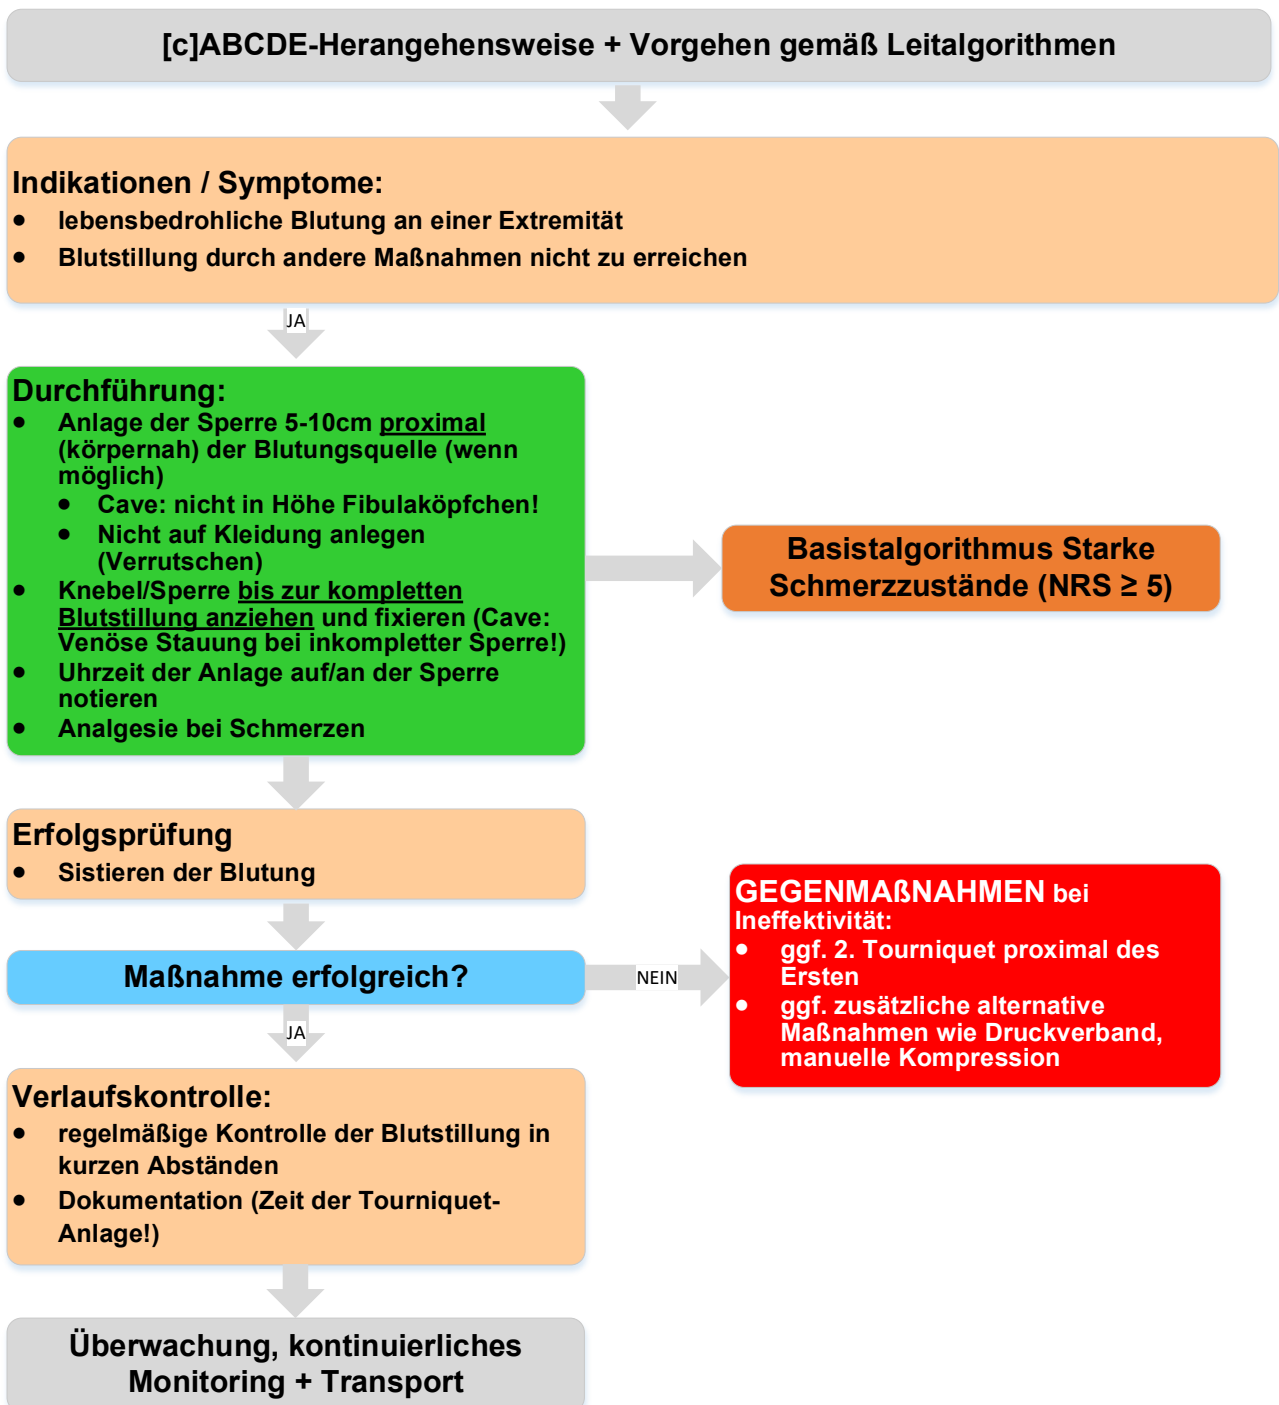 [c]ABCDE-Herangehensweise + Vorgehen gemäß Leitalgorithmen
Indikationen / Symptome:
• lebensbedrohliche Blutung an einer Extremität
• Blutstillung durch andere Maßnahmen nicht zu erreichen
JA
Durchführung:
• Anlage der Sperre 5-10cm proximal
(körpernah) der Blutungsquelle (wenn
möglich)
• Cave: nicht in Höhe Fibulaköpfchen!
• Nicht auf Kleidung anlegen
(Verrutschen)
• Knebel/Sperre bis zur kompletten
Blutstillung anziehen und fixieren (Cave:
Venöse Stauung bei inkompletter Sperre!)
• Uhrzeit der Anlage auf/an der Sperre
notieren
• Analgesie bei Schmerzen
Basistalgorithmus Starke
Schmerzzustände (NRS ≥ 5)
Erfolgsprüfung
• Sistieren der Blutung
Maßnahme erfolgreich?
NEIN
GEGENMAßNAHMEN bei
Ineffektivität:
• ggf. 2. Tourniquet proximal des
Ersten
• ggf. zusätzliche alternative
Maßnahmen wie Druckverband,
manuelle Kompression
JA
Verlaufskontrolle:
• regelmäßige Kontrolle der Blutstillung in
kurzen Abständen
• Dokumentation (Zeit der Tourniquet-
Anlage!)
Überwachung, kontinuierliches
Monitoring + Transport